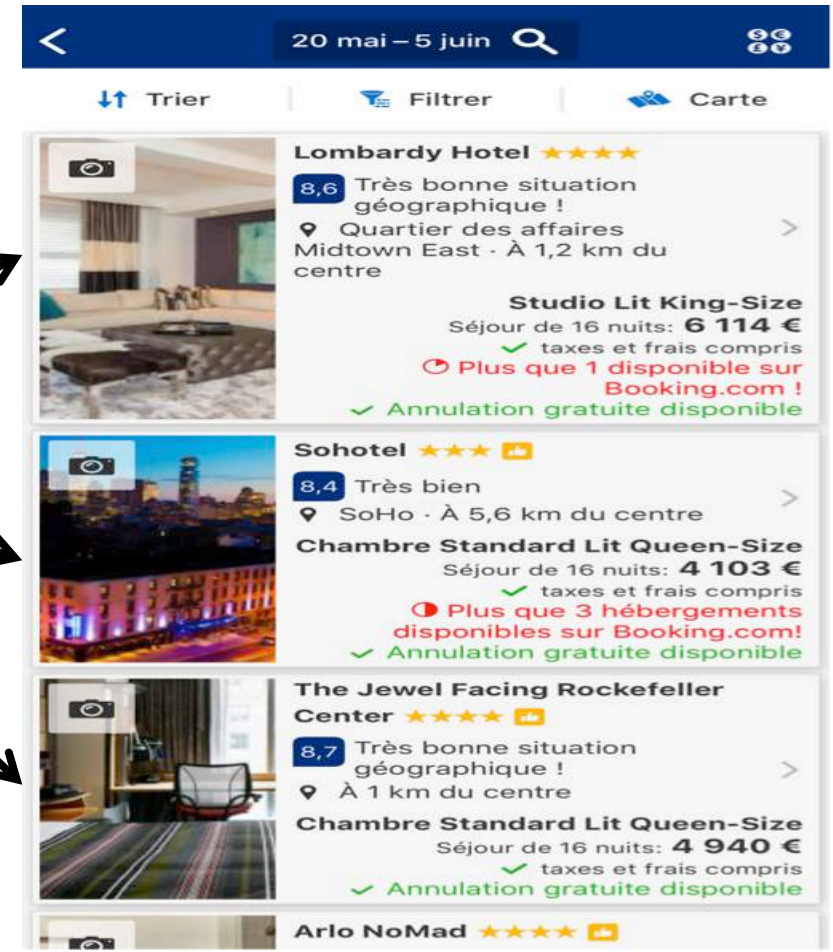 20 mai – 5 juin
Trier
Filtrer
Carte
Lombardy Hotel
8,6 Très bonne situation
géographique !
Quartier des affaires
Midtown East · À 1,2 km du
centre
Studio Lit King-Size
Séjour de 16 nuits: 6 114 €
taxes et frais compris
Plus que 1 disponible sur
Booking.com !
Annulation gratuite disponible
Sohotel
8,4 Très bien
SoHo · À 5,6 km du centre
Chambre Standard Lit Queen-Size
Séjour de 16 nuits: 4 103 €
taxes et frais compris
Plus que 3 hébergements
disponibles sur Booking.com!
Annulation gratuite disponible
The Jewel Facing Rockefeller
Center
8,7 Très bonne situation
géographique !
À 1 km du centre
Chambre Standard Lit Queen-Size
Séjour de 16 nuits: 4 940 €
taxes et frais compris
Annulation gratuite disponible
Arlo NoMad